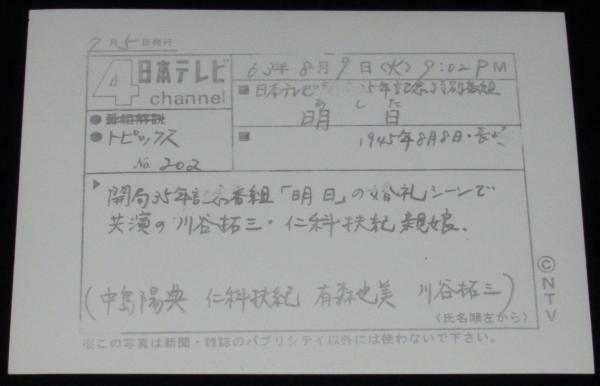 7月5日発行
4 日本テレビ
channel
63年8月9日(火) 9:02PM
■日本テレビ開局35年記念特別番組
あした
明日
●番組解説
●トピックス
No. 202
■ 1945年8月8日・長崎
▶開局35年記念番組「明日」の婚礼シーンで
共演の川谷拓三・仁科扶紀親娘.
(中島陽典 仁科扶紀 有森也実 川谷拓三)
(氏名順左から)
©NTV
※この写真は新聞・雑誌のパブリシティ以外には使わないで下さい。